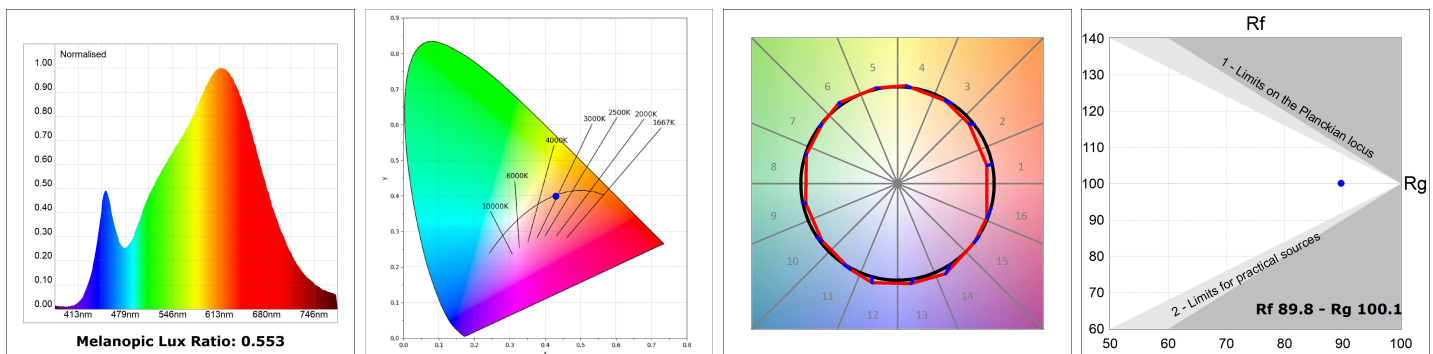 Normalised
1.00
0.90
0.80
0.70
0.60
0.50
0.40
0.30
0.20
0.10
0.00
413nm 479nm 546nm 613nm 680nm 746nm
Melanopic Lux Ratio: 0.553
0.9
0.8
0.7
0.6
0.5
0.4
0.3
0.2
0.1
0.0
y
0.0 0.1 0.2 0.3 0.4 0.5 0.6 0.7 0.8
x
10000K
6000K
4000K
3000K
2500K
2000K
1667K
1
2
3
4
5
6
7
8
9
10
11
12
13
14
15
16
Rf
140
130
120
110
100
90
80
70
60
50 60 70 80 90 100
Rg
1 - Limits on the Planckian locus
2 - Limits for practical sources
Rf 89.8 - Rg 100.1